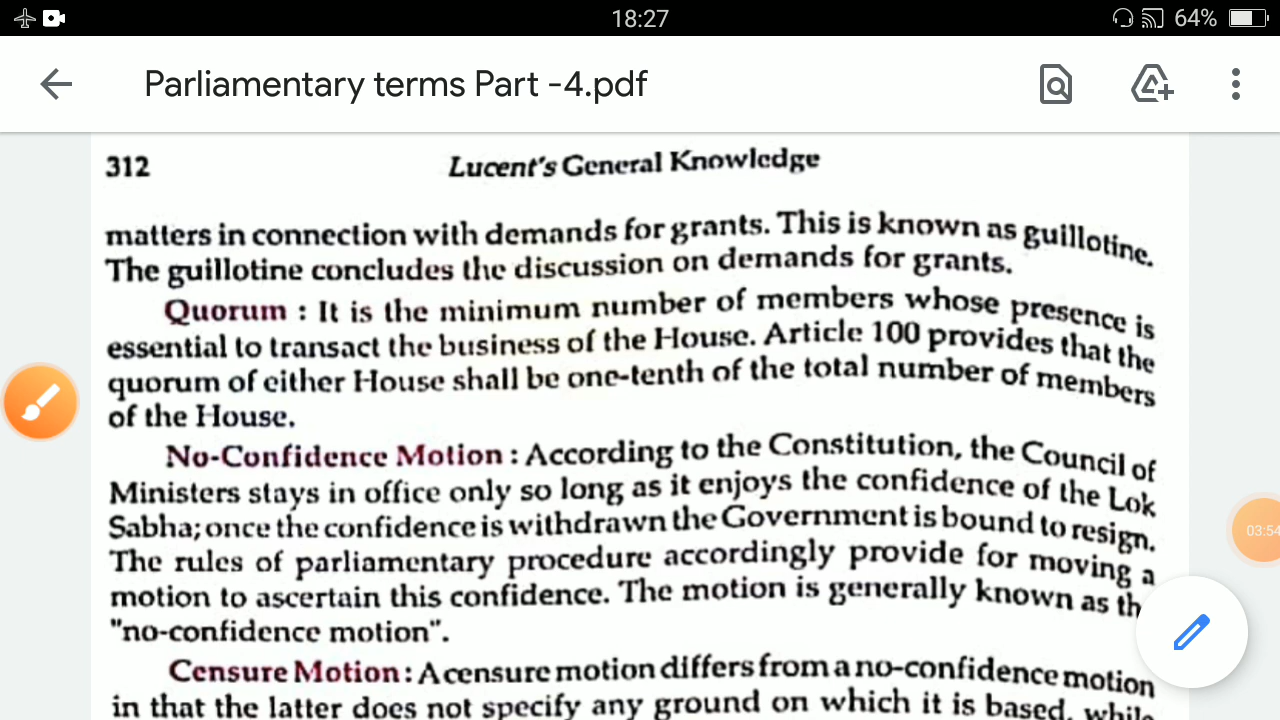 18:27
64%
Parliamentary terms Part -4.pdf
312 Lucent's General Knowledge
matters in connection with demands for grants. This is known as guillotine.
The guillotine concludes the discussion on demands for grants.
Quorum : It is the minimum number of members whose presence is
essential to transact the business of the House. Article 100 provides that the
quorum of either House shall be one-tenth of the total number of members
of the House.
No-Confidence Motion : According to the Constitution, the Council of
Ministers stays in office only so long as it enjoys the confidence of the Lok
Sabha; once the confidence is withdrawn the Government is bound to resign.
The rules of parliamentary procedure accordingly provide for moving a
motion to ascertain this confidence. The motion is generally known as th
"no-confidence motion".
Censure Motion : A censure motion differs from a no-confidence motion
in that the latter does not specify any ground on which it is based, while
03:54